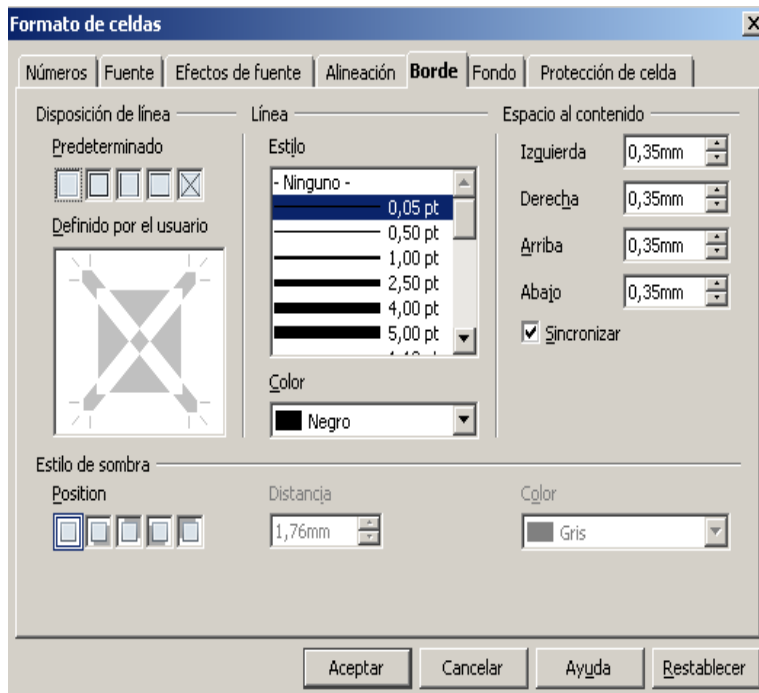 Formato de celdas
Números Fuente Efectos de fuente Alineación Borde Fondo Protección de celda
Disposición de línea
Predeterminado
Definido por el usuario
Línea
Estilo
- Ninguno -
0,05 pt
0,50 pt
1,00 pt
2,50 pt
4,00 pt
5,00 pt
Color
Negro
Espacio al contenido
Izquierda 0,35mm
Derecha 0,35mm
Arriba 0,35mm
Abajo 0,35mm
Sincronizar
Estilo de sombra
Position
Distancia
1,76mm
Color
Gris
Aceptar Cancelar Ayuda Restablecer